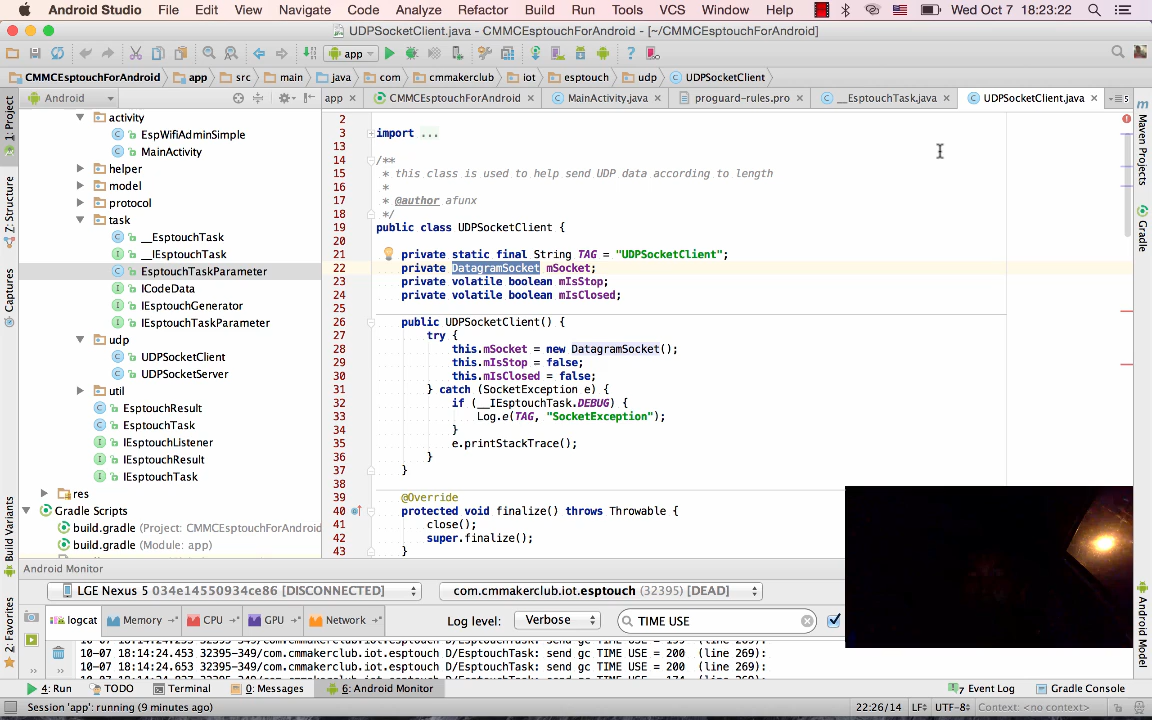 Android Studio File Edit View Navigate Code Analyze Refactor Build Run Tools VCS Window Help Wed Oct 7 18:23:22
UDPSocketClient.java - CMMCEsptouchForAndroid - [~/CMMCEsptouchForAndroid]
app
CMMCEsptouchForAndroid app src main java com cmmakerclub iot esptouch udp UDPSocketClient
Android app CMMCEsptouchForAndroid MainActivity.java proguard-rules.pro __EsptouchTask.java UDPSocketClient.java 5
1: Project
Z: Structure
Captures
Build Variants
2: Favorites
activity
EspWifiAdminSimple
MainActivity
helper
model
protocol
task
__EsptouchTask
__IEsptouchTask
EsptouchTaskParameter
ICodeData
IEsptouchGenerator
IEsptouchTaskParameter
udp
UDPSocketClient
UDPSocketServer
util
EsptouchResult
EsptouchTask
IEsptouchListener
IEsptouchResult
IEsptouchTask
res
Gradle Scripts
build.gradle (Project: CMMCEsptouchForAndroid
build.gradle (Module: app)
2
3 import ...
13
14 /**
15 * this class is used to help send UDP data according to length
16 *
17 * @author afunx
18 */
19 public class UDPSocketClient {
20
21 private static final String TAG = "UDPSocketClient";
22 private DatagramSocket mSocket;
23 private volatile boolean mIsStop;
24 private volatile boolean mIsClosed;
25
26 public UDPSocketClient() {
27 try {
28 this.mSocket = new DatagramSocket();
29 this.mIsStop = false;
30 this.mIsClosed = false;
31 } catch (SocketException e) {
32 if (__IEsptouchTask.DEBUG) {
33 Log.e(TAG, "SocketException");
34 }
35 e.printStackTrace();
36 }
37 }
38
39 @Override
40 protected void finalize() throws Throwable {
41 close();
42 super.finalize();
43 }
Maven Projects
Gradle
Android Model
Android Monitor
LGE Nexus 5 034e14550934ce86 [DISCONNECTED] com.cmmakerclub.iot.esptouch (32395) [DEAD]
logcat Memory CPU GPU Network Log level: Verbose TIME USE
10-07 18:14:24.653 32395-349/com.cmmakerclub.iot.esptouch D/EsptouchTask: send gc TIME USE = 200 (line 269):
4: Run TODO Terminal 0: Messages 6: Android Monitor 7 Event Log Gradle Console
Session 'app': running (9 minutes ago) 22:26/14 LF UTF-8 Context: <no context>